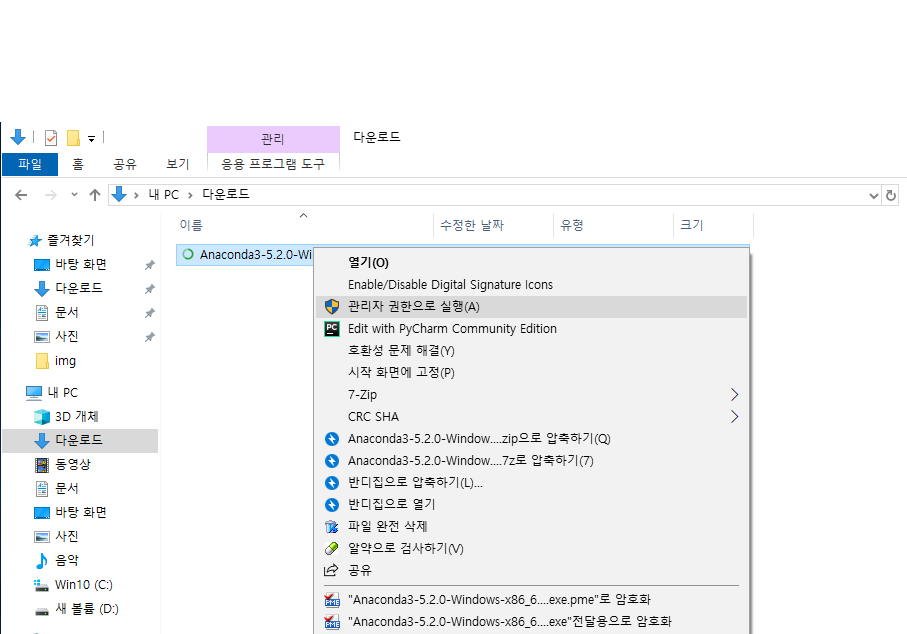 관리
다운로드
파일
홈
공유
보기
응용 프로그램 도구
내 PC
다운로드
이름
수정한 날짜
유형
크기
즐겨찾기
바탕 화면
다운로드
문서
사진
img
내 PC
3D 개체
다운로드
동영상
문서
바탕 화면
사진
음악
Win10 (C:)
새 볼륨 (D:)
Anaconda3-5.2.0-Wi
열기(O)
Enable/Disable Digital Signature Icons
관리자 권한으로 실행(A)
PC
Edit with PyCharm Community Edition
호환성 문제 해결(Y)
시작 화면에 고정(P)
7-Zip
CRC SHA
Anaconda3-5.2.0-Window....zip으로 압축하기(Q)
Anaconda3-5.2.0-Window....7z로 압축하기(7)
반디집으로 압축하기(L)...
반디집으로 열기
파일 완전 삭제
알약으로 검사하기(V)
공유
"Anaconda3-5.2.0-Windows-x86_6....exe.pme"로 암호화
"Anaconda3-5.2.0-Windows-x86_6....exe"전달용으로 암호화